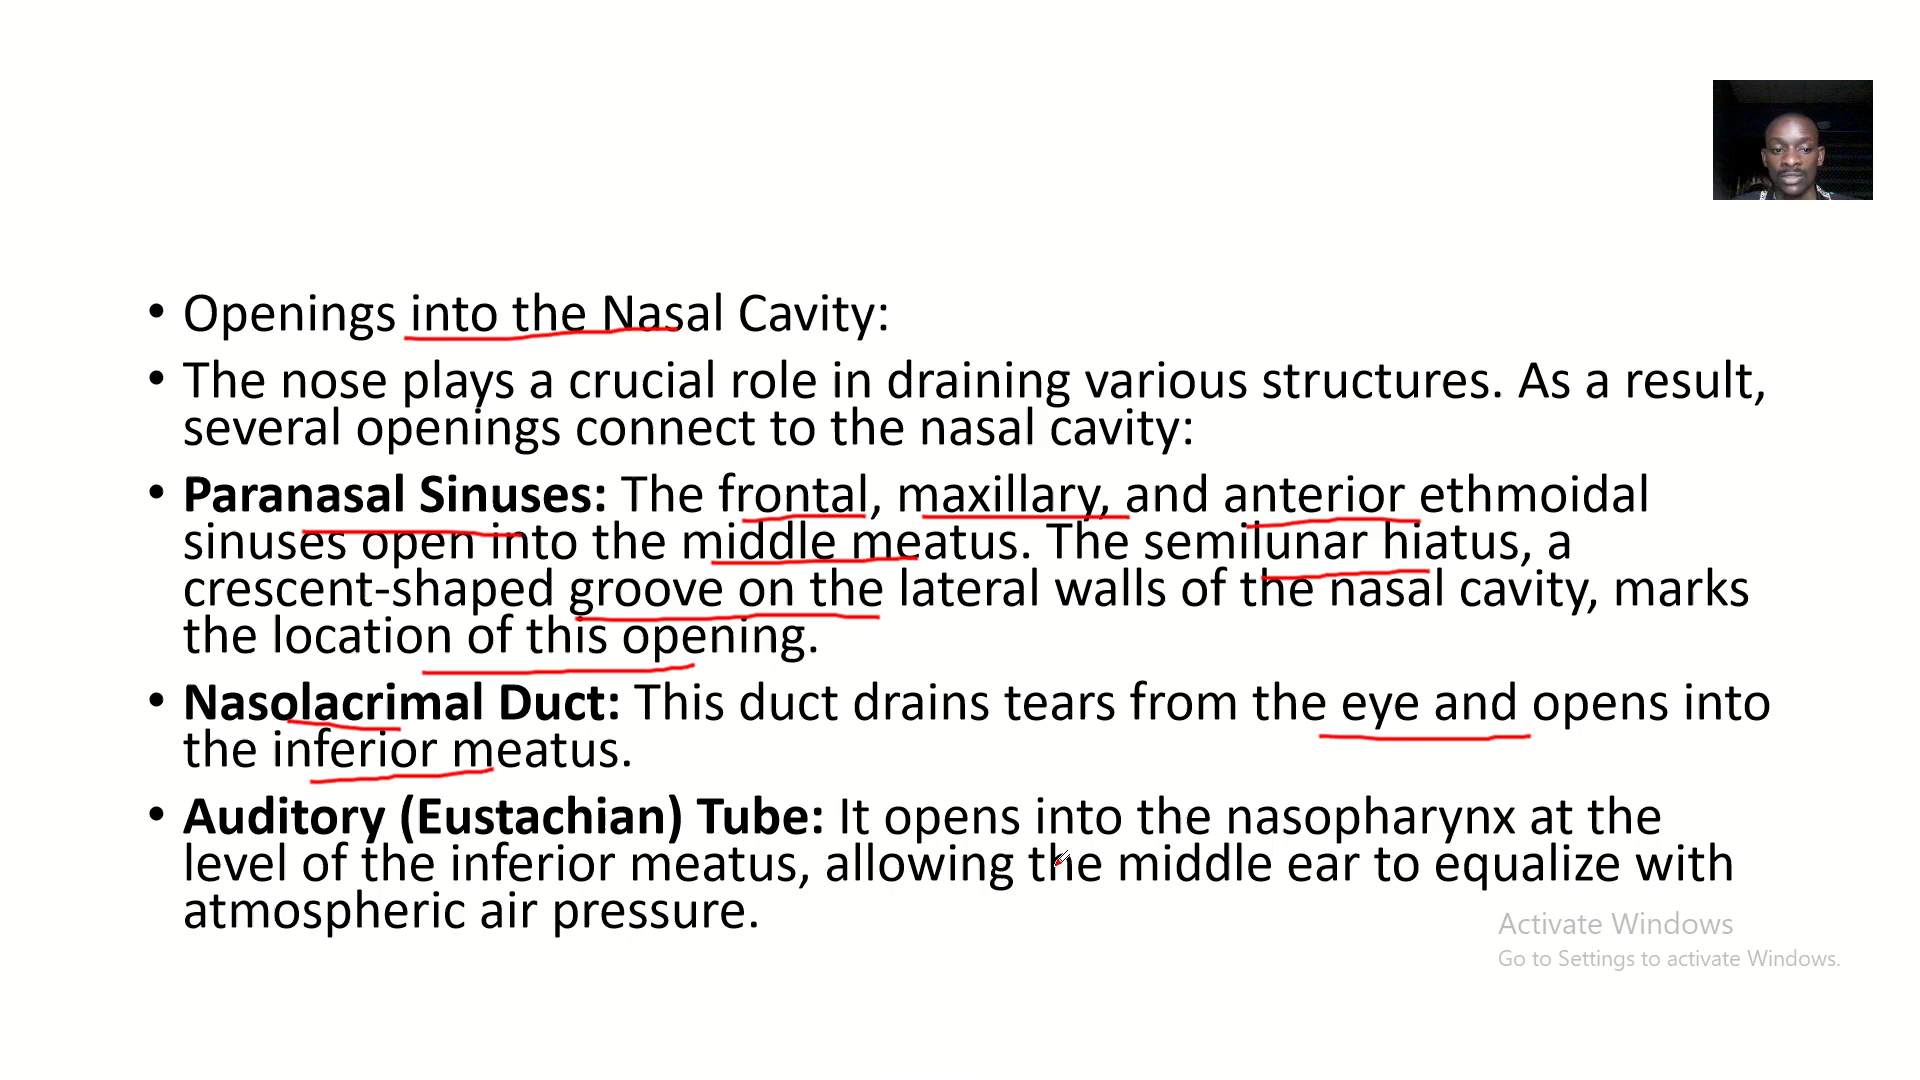 • Openings into the Nasal Cavity:
• The nose plays a crucial role in draining various structures. As a result,
several openings connect to the nasal cavity:
• Paranasal Sinuses: The frontal, maxillary, and anterior ethmoidal
sinuses open into the middle meatus. The semilunar hiatus, a
crescent-shaped groove on the lateral walls of the nasal cavity, marks
the location of this opening.
• Nasolacrimal Duct: This duct drains tears from the eye and opens into
the inferior meatus.
• Auditory (Eustachian) Tube: It opens into the nasopharynx at the
level of the inferior meatus, allowing the middle ear to equalize with
atmospheric air pressure.
Activate Windows
Go to Settings to activate Windows.